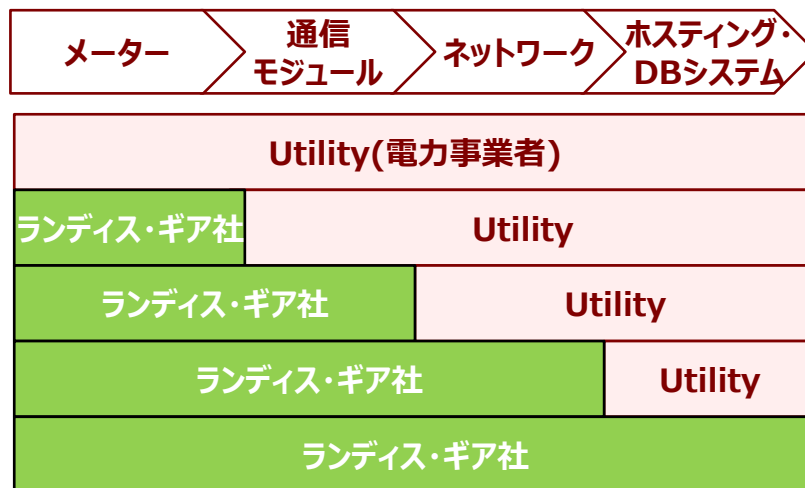 メーター
通信
モジュール
ネットワーク
ホスティング・
DBシステム
Utility(電力事業者)
ランディス・ギア社
Utility
ランディス・ギア社
Utility
ランディス・ギア社
Utility
ランディス・ギア社